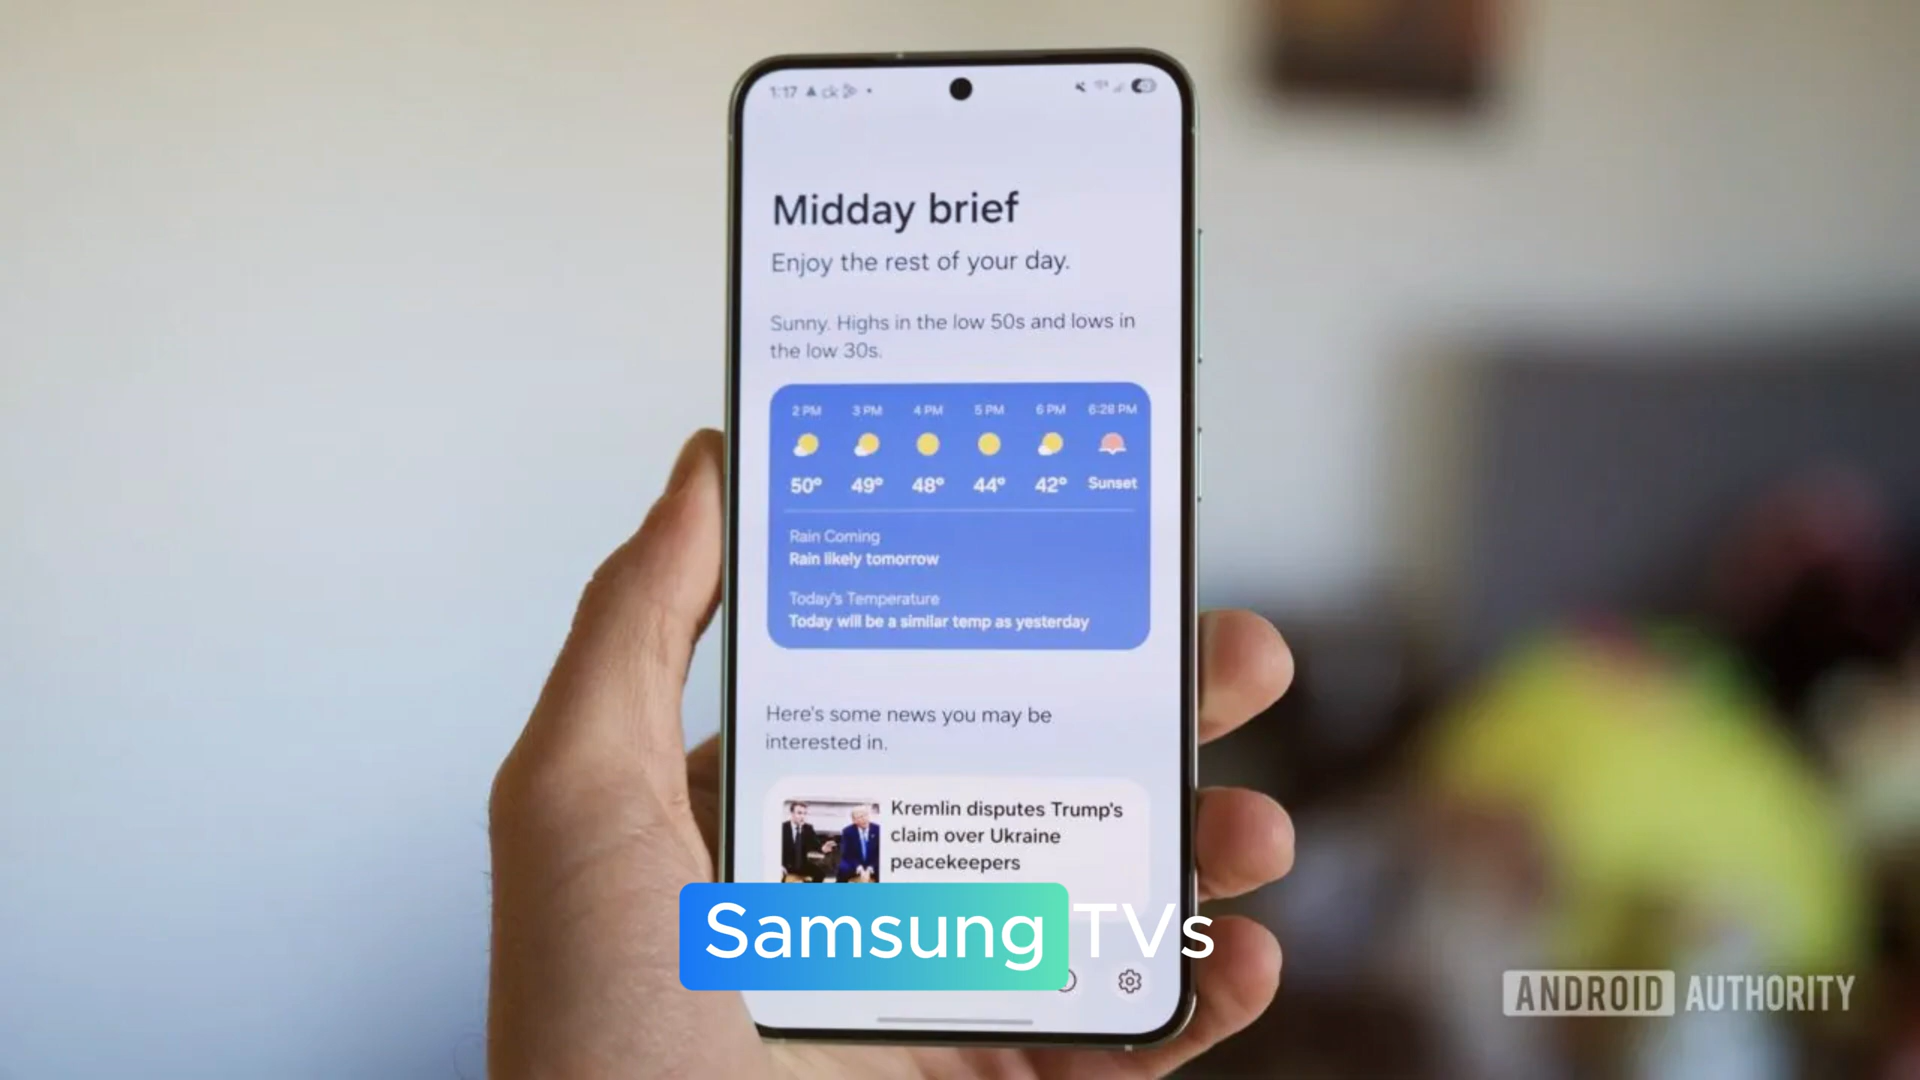 1:17
Midday brief
Enjoy the rest of your day.
Sunny. Highs in the low 50s and lows in
the low 30s.
2 PM 3 PM 4 PM 5 PM 6 PM 6:28 PM
50° 49° 48° 44° 42° Sunset
Rain Coming
Rain likely tomorrow
Today's Temperature
Today will be a similar temp as yesterday
Here's some news you may be
interested in.
Kremlin disputes Trump's
claim over Ukraine
peacekeepers
Samsung TVs
ANDROID AUTHORITY